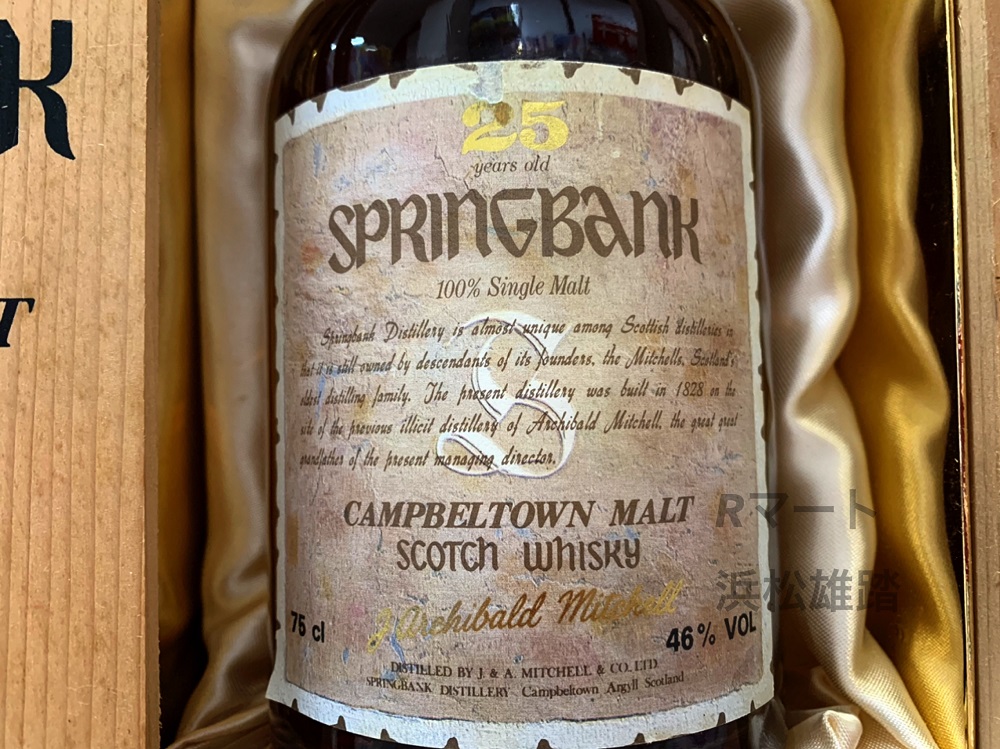 K
T
25
years old
SPRINGBANK
100% Single Malt
Springbank Distillery is almost unique among Scottish distilleries in
that it is still owned by descendants of its founders, the Mitchells, Scotland's
oldest distilling family. The present distillery was built in 1828 on the
site of the previous illicit distillery of Archibald Mitchell, the great great
grandfather of the present managing director.
S
CAMPBELTOWN MALT
SCOTCH WHISKY
J Archibald Mitchell
75 cl
46% VOL
DISTILLED BY J. & A. MITCHELL & CO. LTD
SPRINGBANK DISTILLERY Campbeltown Argyll Scotland
Rマート
浜松雄踏